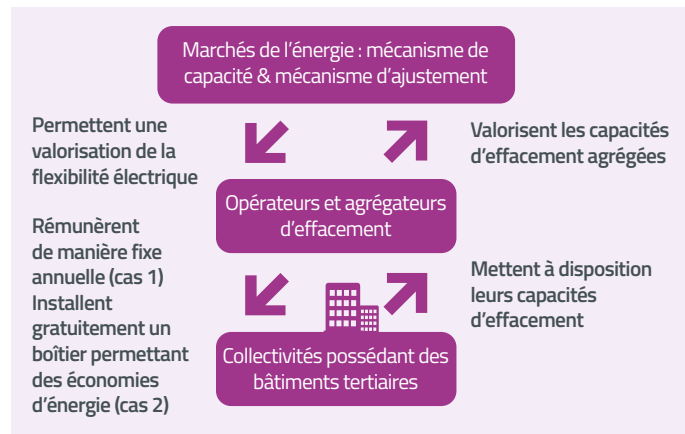 Marchés de l'énergie : mécanisme de
capacité & mécanisme d'ajustement
Permettent une
valorisation de la
flexibilité électrique
Valorisent les capacités
d'effacement agrégées
Opérateurs et agrégateurs
d'effacement
Rémunèrent
de manière fixe
annuelle (cas 1)
Installent
gratuitement un
boîtier permettant
des économies
d'énergie (cas 2)
Mettent à disposition
leurs capacités
d'effacement
Collectivités possédant des
bâtiments tertiaires